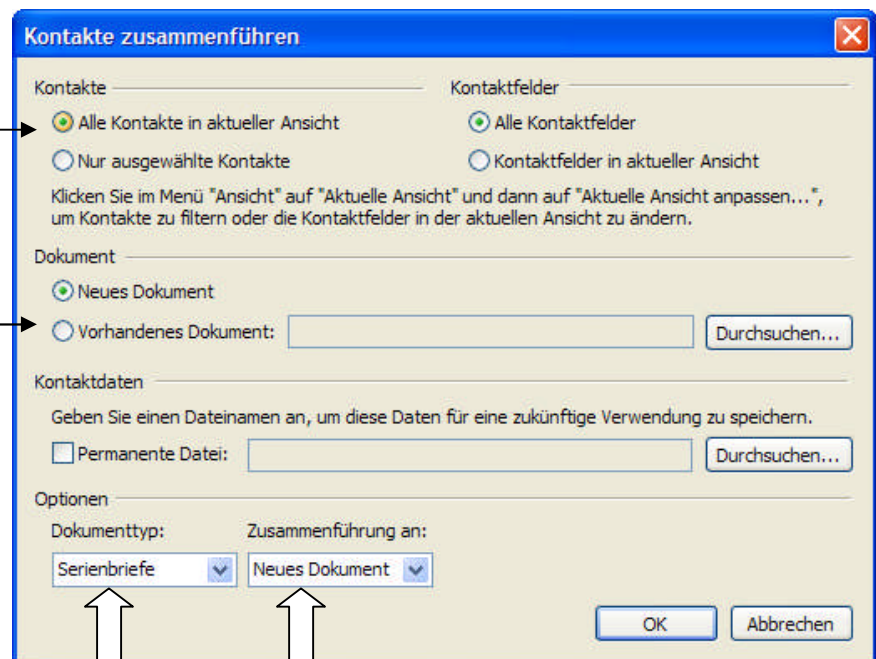 Kontakte zusammenführen
Kontakte
Kontaktfelder
Alle Kontakte in aktueller Ansicht
Alle Kontaktfelder
Nur ausgewählte Kontakte
Kontaktfelder in aktueller Ansicht
Klicken Sie im Menü "Ansicht" auf "Aktuelle Ansicht" und dann auf "Aktuelle Ansicht anpassen...",
um Kontakte zu filtern oder die Kontaktfelder in der aktuellen Ansicht zu ändern.
Dokument
Neues Dokument
Vorhandenes Dokument:
Durchsuchen...
Kontaktdaten
Geben Sie einen Dateinamen an, um diese Daten für eine zukünftige Verwendung zu speichern.
Permanente Datei:
Durchsuchen...
Optionen
Dokumenttyp:
Zusammenführung an:
Serienbriefe
Neues Dokument
OK
Abbrechen